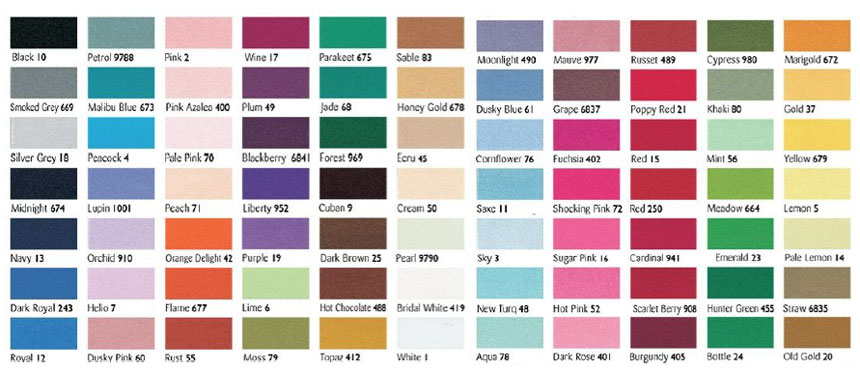 Black 10 Petrol 9788 Pink 2 Wine 17 Parakeet 675 Sable 83 Moonlight 490 Mauve 977 Russet 489 Cypress 980 Marigold 672
Smoked Grey 669 Malibu Blue 673 Pink Azalea 400 Plum 49 Jade 68 Honey Gold 678 Dusky Blue 61 Grape 6837 Poppy Red 21 Khaki 80 Gold 37
Silver Grey 18 Peacock 4 Pale Pink 70 Blackberry 6841 Forest 969 Ecru 45 Cornflower 76 Fuchsia 402 Red 15 Mint 56 Yellow 679
Midnight 674 Lupin 1001 Peach 71 Liberty 952 Cuban 9 Cream 50 Saxe 11 Shocking Pink 72 Red 250 Meadow 664 Lemon 5
Navy 13 Orchid 910 Orange Delight 42 Purple 19 Dark Brown 25 Pearl 9790 Sky 3 Sugar Pink 16 Cardinal 941 Emerald 23 Pale Lemon 14
Dark Royal 243 Helio 7 Flame 677 Lime 6 Hot Chocolate 488 Bridal White 419 New Turq 48 Hot Pink 52 Scarlet Berry 908 Hunter Green 455 Straw 6835
Royal 12 Dusky Pink 60 Rust 55 Moss 79 Topaz 412 White 1 Aqua 78 Dark Rose 401 Burgundy 405 Bottle 24 Old Gold 20